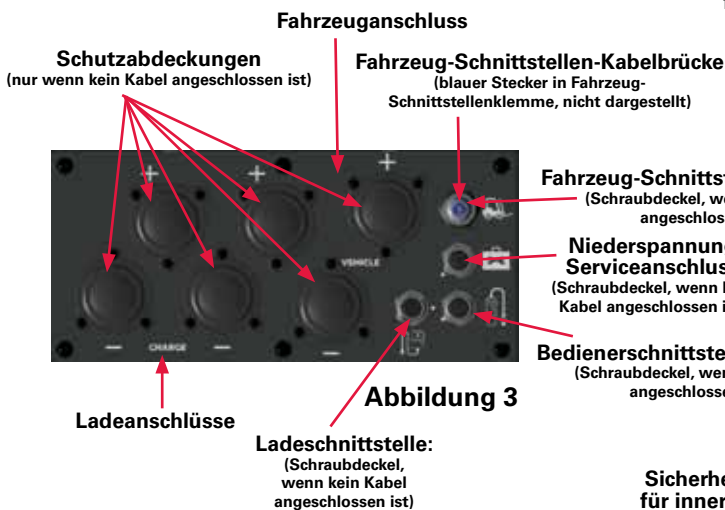 Fahrzeuganschluss
Schutzabdeckungen
(nur wenn kein Kabel angeschlossen ist)
Fahrzeug-Schnittstellen-Kabelbrücke
(blauer Stecker in Fahrzeug-
Schnittstellenklemme, nicht dargestellt)
+ + +
Fahrzeug-Schnittst
(Schraubdeckel, we
angeschlos
VEHICLE
Niederspannun
Serviceanschlus
(Schraubdeckel, wenn
Kabel angeschlossen i
— CHARGE — —
Bedienerschnittste
(Schraubdeckel, wer
angeschlosse
Abbildung 3
Ladeanschlüsse
Ladeschnittstelle:
(Schraubdeckel,
wenn kein Kabel
angeschlossen ist)
Sicherhe
für inner